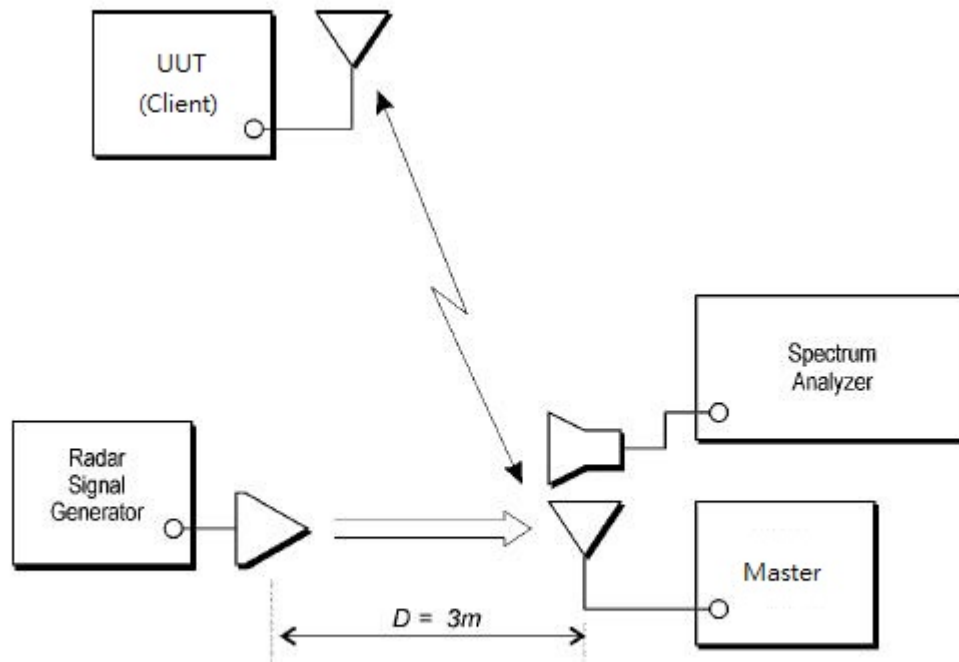 UUT
(Client)
Spectrum
Analyzer
Radar
Signal
Generator
Master
D = 3m